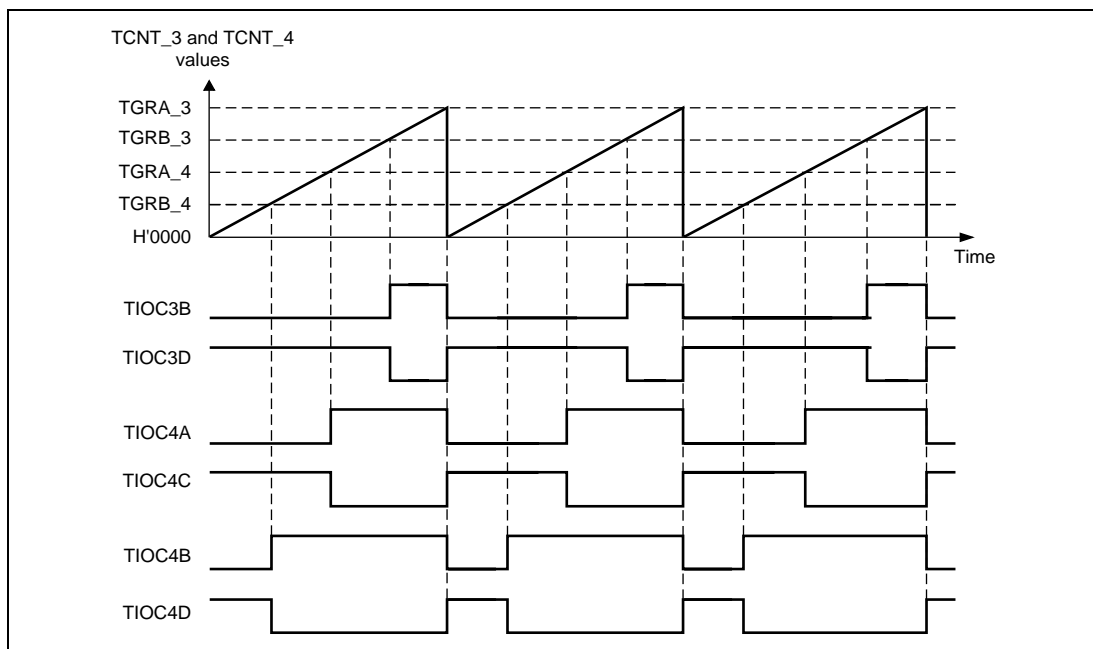 TCNT_3 and TCNT_4
values
TGRA_3
TGRB_3
TGRA_4
TGRB_4
H'0000
Time
TIOC3B
TIOC3D
TIOC4A
TIOC4C
TIOC4B
TIOC4D